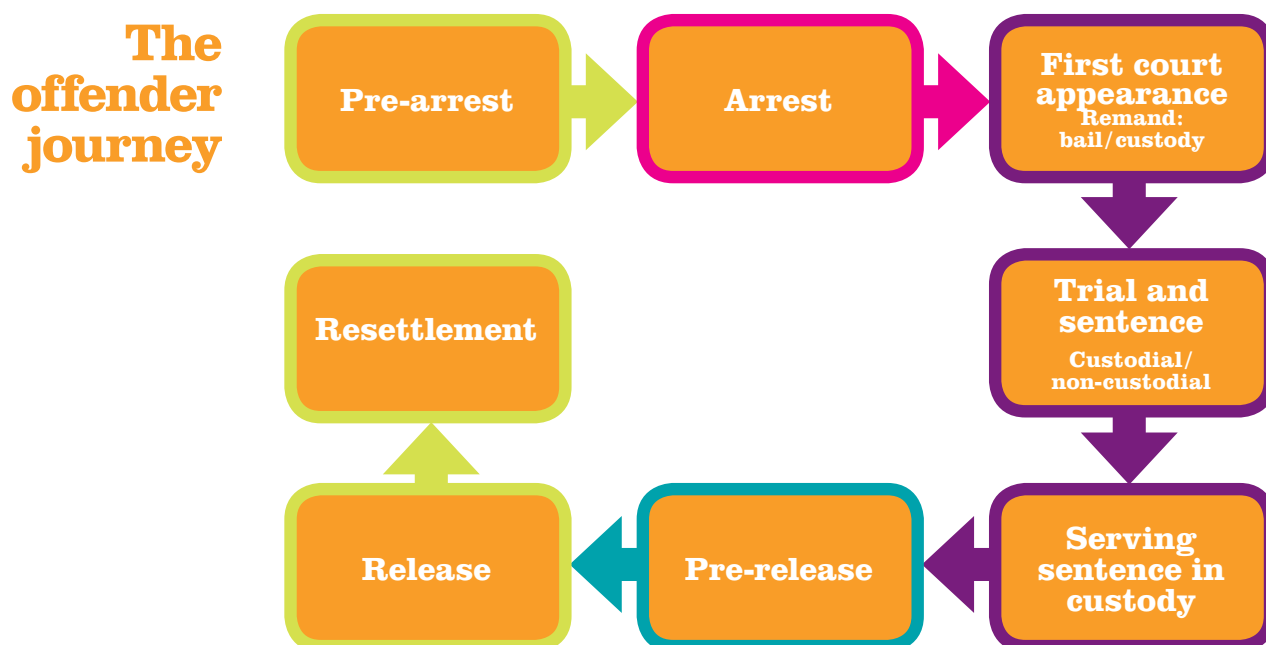 The
offender
journey
Pre-arrest
Arrest
First court
appearance
Remand:
bail/custody
Trial and
sentence
Custodial/
non-custodial
Serving
sentence in
custody
Pre-release
Release
Resettlement